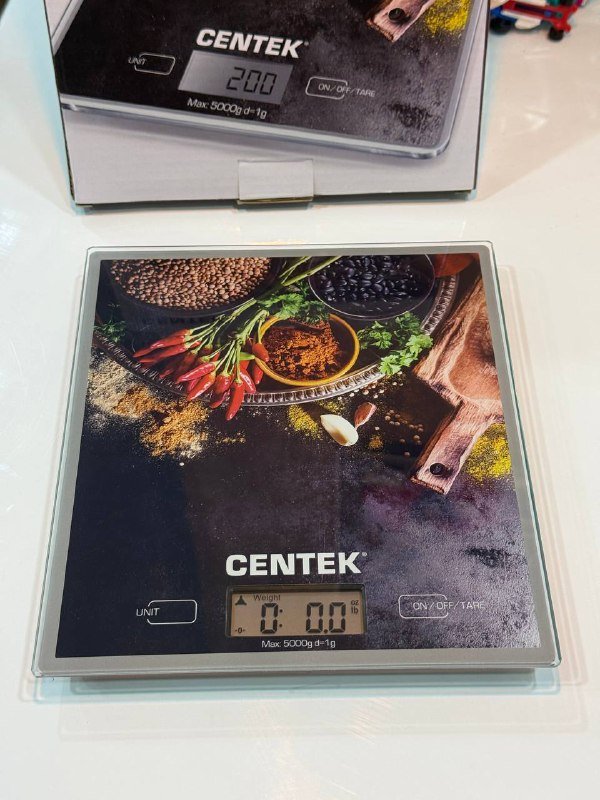 CENTEK®
UNIT
200
ON/OFF/TARE
Max: 5000g d=1g
CENTEK®
UNIT
Weight
0: 0.0
oz
lb
-0-
ON/OFF/TARE
Max: 5000g d=1g